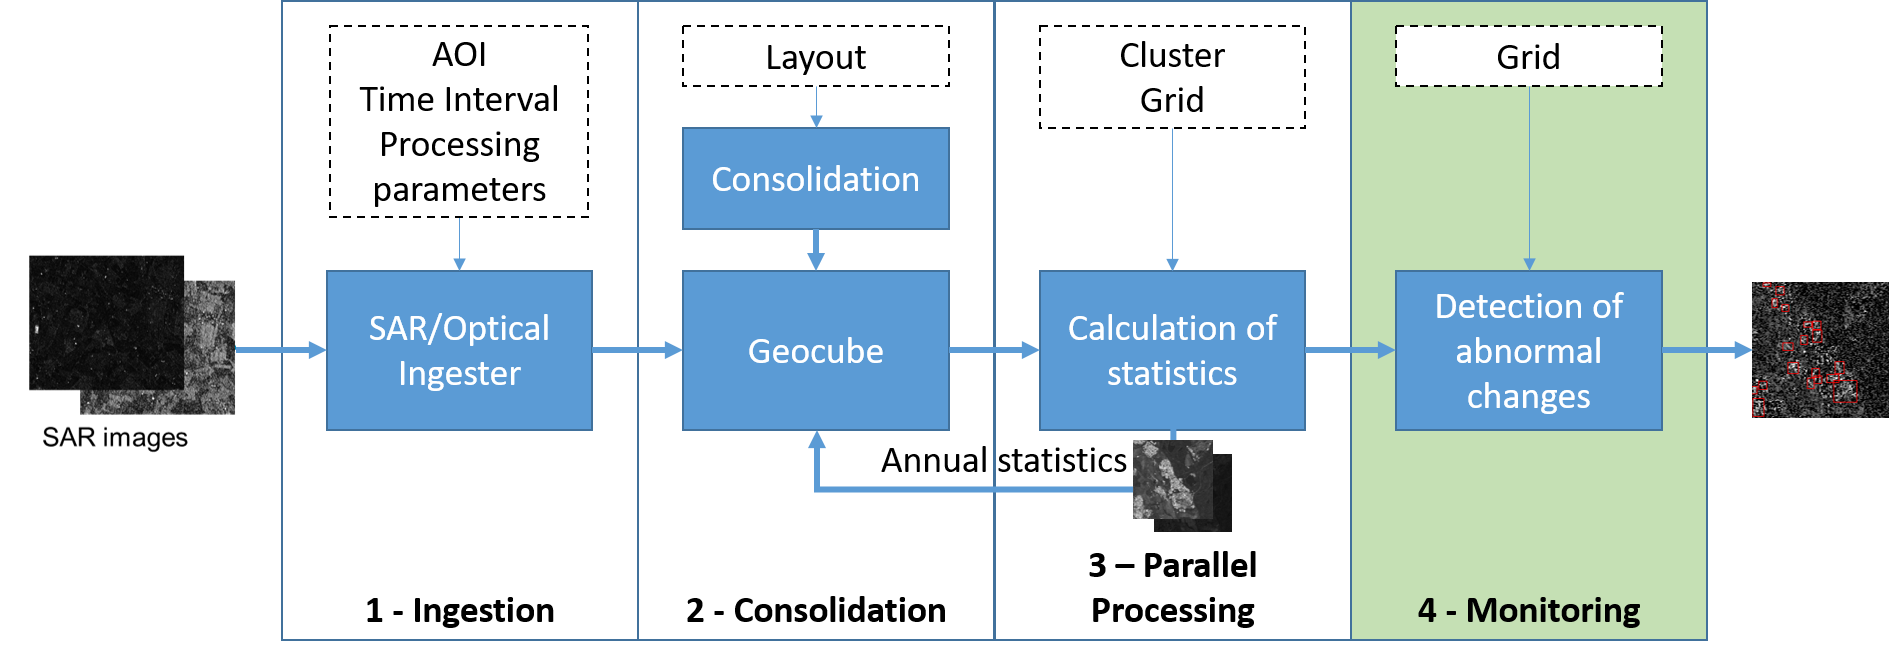 AOI
Time Interval
Processing
parameters
Layout
Cluster
Grid
Grid
Consolidation
SAR/Optical
Ingester
Geocube
Calculation of
statistics
Detection of
abnormal
changes
SAR images
Annual statistics
1 - Ingestion
2 - Consolidation
3 – Parallel
Processing
4 - Monitoring